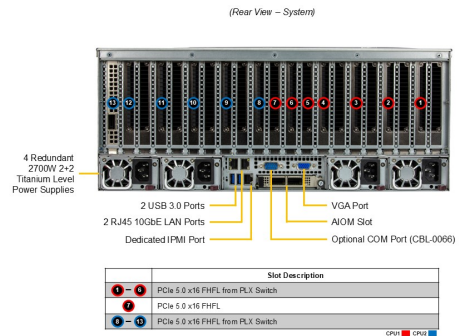 (Rear View – System)
13 12 11 10 9 8 7 6 5 4 3 2 1
4 Redundant
2700W 2+2
Titanium Level
Power Supplies
2 USB 3.0 Ports
2 RJ45 10GbE LAN Ports
Dedicated IPMI Port
VGA Port
AIOM Slot
Optional COM Port (CBL-0066)
Slot Description
1 – 6 PCIe 5.0 x16 FHFL from PLX Switch
7 PCIe 5.0 x16 FHFL
8 – 13 PCIe 5.0 x16 FHFL from PLX Switch
CPU1 CPU2